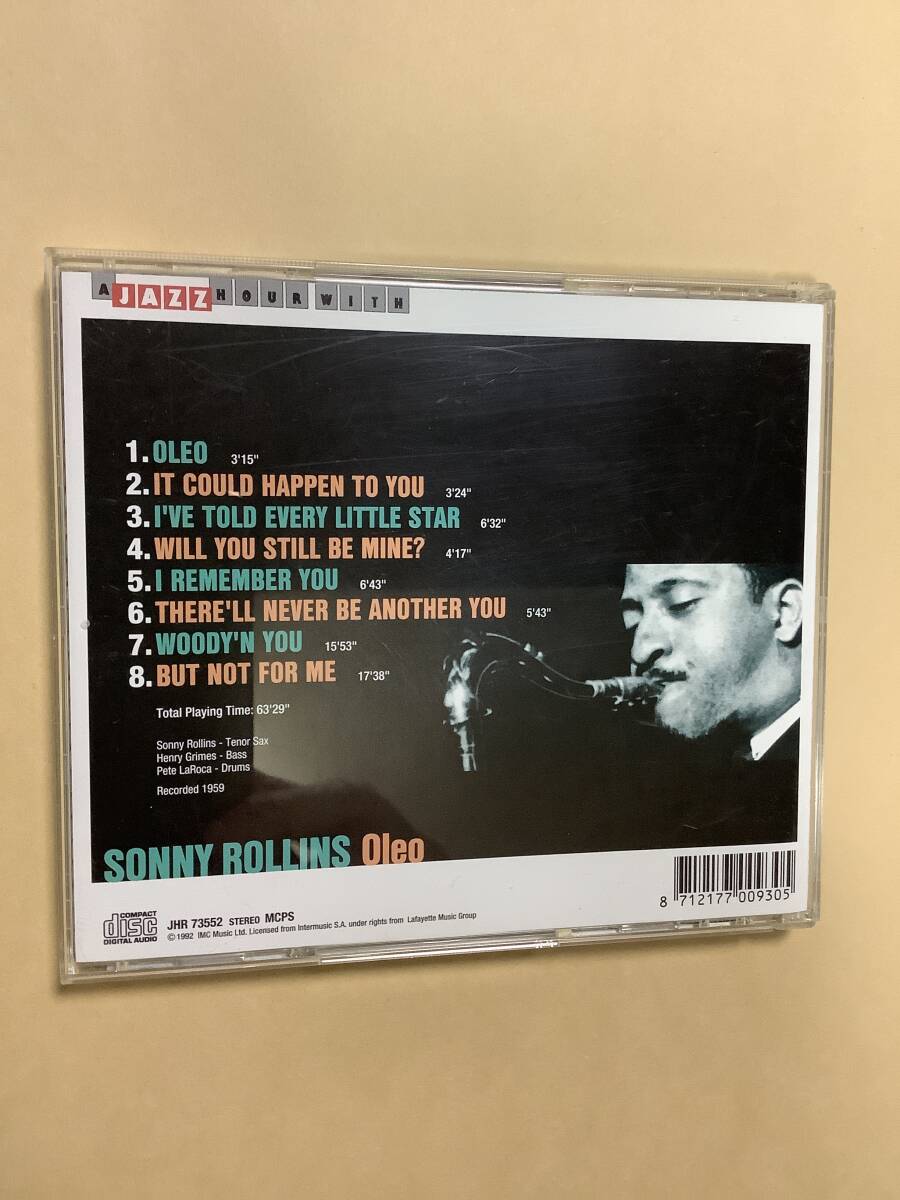 A JAZZ HOUR WITH
1. OLEO 3'15"
2. IT COULD HAPPEN TO YOU 3'24"
3. I'VE TOLD EVERY LITTLE STAR 6'32"
4. WILL YOU STILL BE MINE? 4'17"
5. I REMEMBER YOU 6'43"
6. THERE'LL NEVER BE ANOTHER YOU 5'43"
7. WOODY'N YOU 15'53"
8. BUT NOT FOR ME 17'38"
Total Playing Time: 63'29"
Sonny Rollins - Tenor Sax
Henry Grimes - Bass
Pete LaRoca - Drums
Recorded 1959
SONNY ROLLINS Oleo
COMPACT
disc
DIGITAL AUDIO
JHR 73552 STEREO MCPS
©1992 IMC Music Ltd. Licensed from Intermusic S.A. under rights from Lafayette Music Group
8 712177 009305